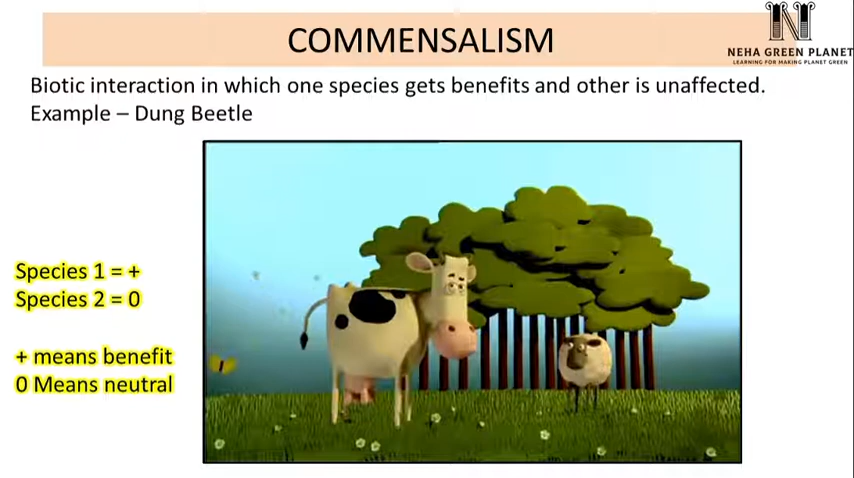 COMMENSALISM
N
NEHA GREEN PLANET
LEARNING FOR MAKING PLANET GREEN
Biotic interaction in which one species gets benefits and other is unaffected.
Example – Dung Beetle
Species 1 = +
Species 2 = 0
+ means benefit
0 Means neutral